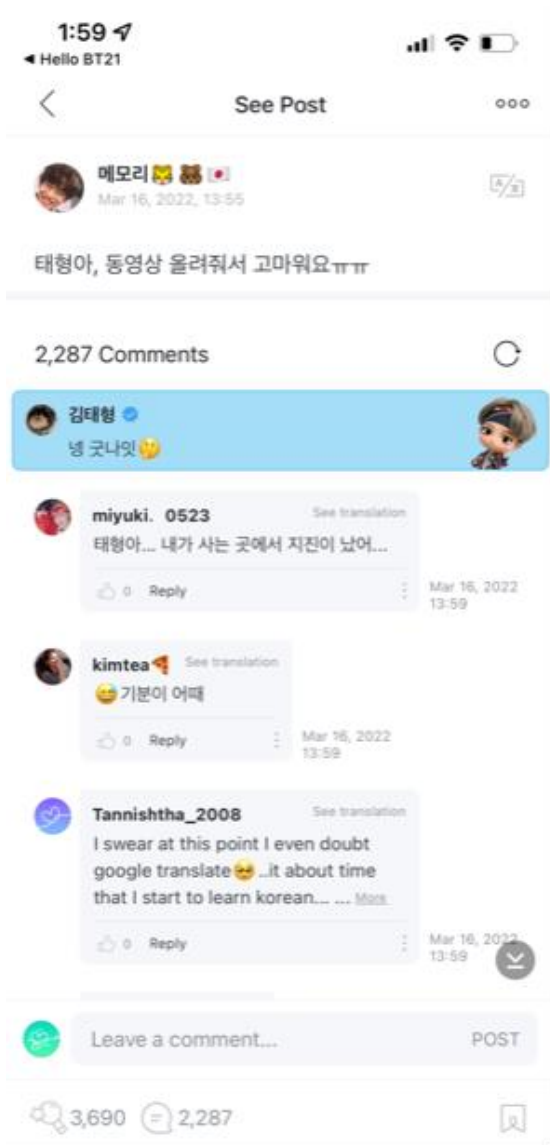 1:59
◀ Hello BT21
See Post
메모리🐯🐻🇯🇵
Mar 16, 2022, 13:55
태형아, 동영상 올려줘서 고마워요ㅠㅠ
2,287 Comments
김태형
넹 굿나잇🤔
miyuki. 0523 See translation
태형아... 내가 사는 곳에서 지진이 났어...
0 Reply
Mar 16, 2022
13:59
kimtea🍕 See translation
😅기분이 어때
0 Reply
Mar 16, 2022
13:59
Tannishtha_2008 See translation
I swear at this point I even doubt
google translate🥹..it about time
that I start to learn korean... ... More
0 Reply
Mar 16, 2022
13:59
Leave a comment... POST
3,690 2,287